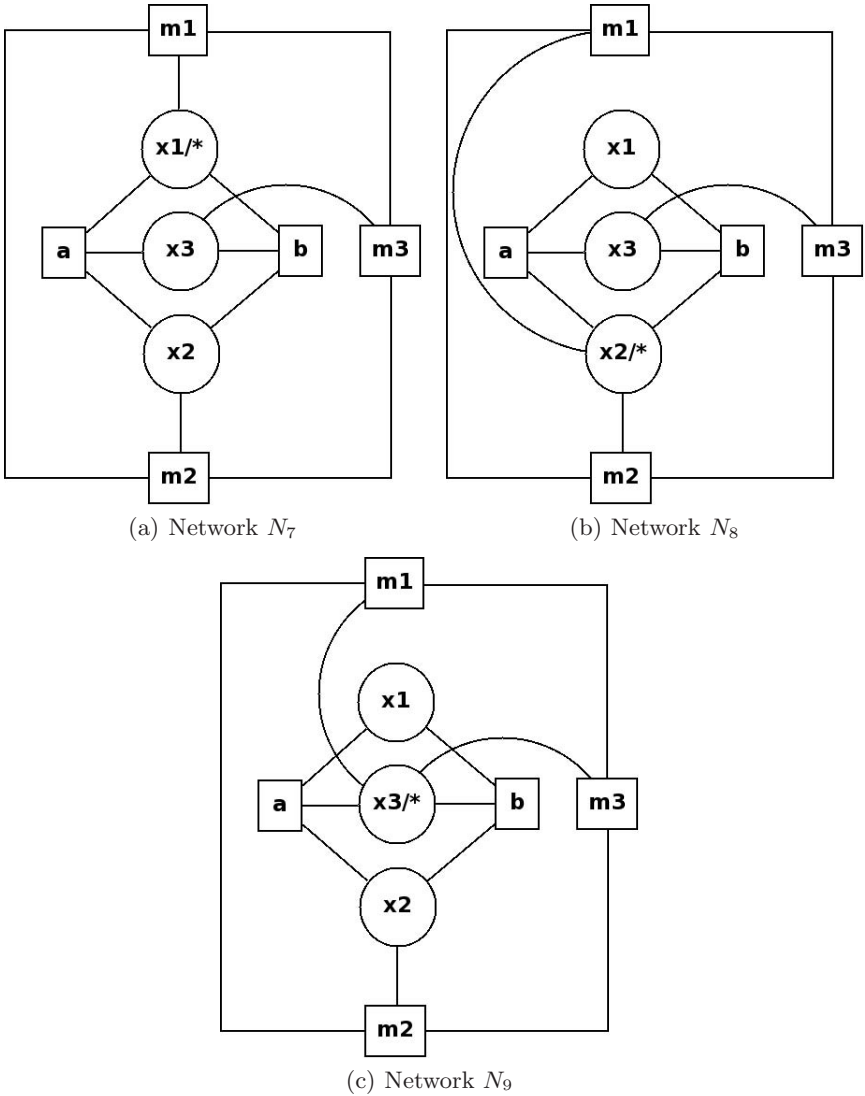 m1
x1/*
a
x3
b
m3
x2
m2
(a) Network N₇
m1
x1
a
x3
b
m3
x2/*
m2
(b) Network N₈
m1
x1
a
x3/*
b
m3
x2
m2
(c) Network N₉